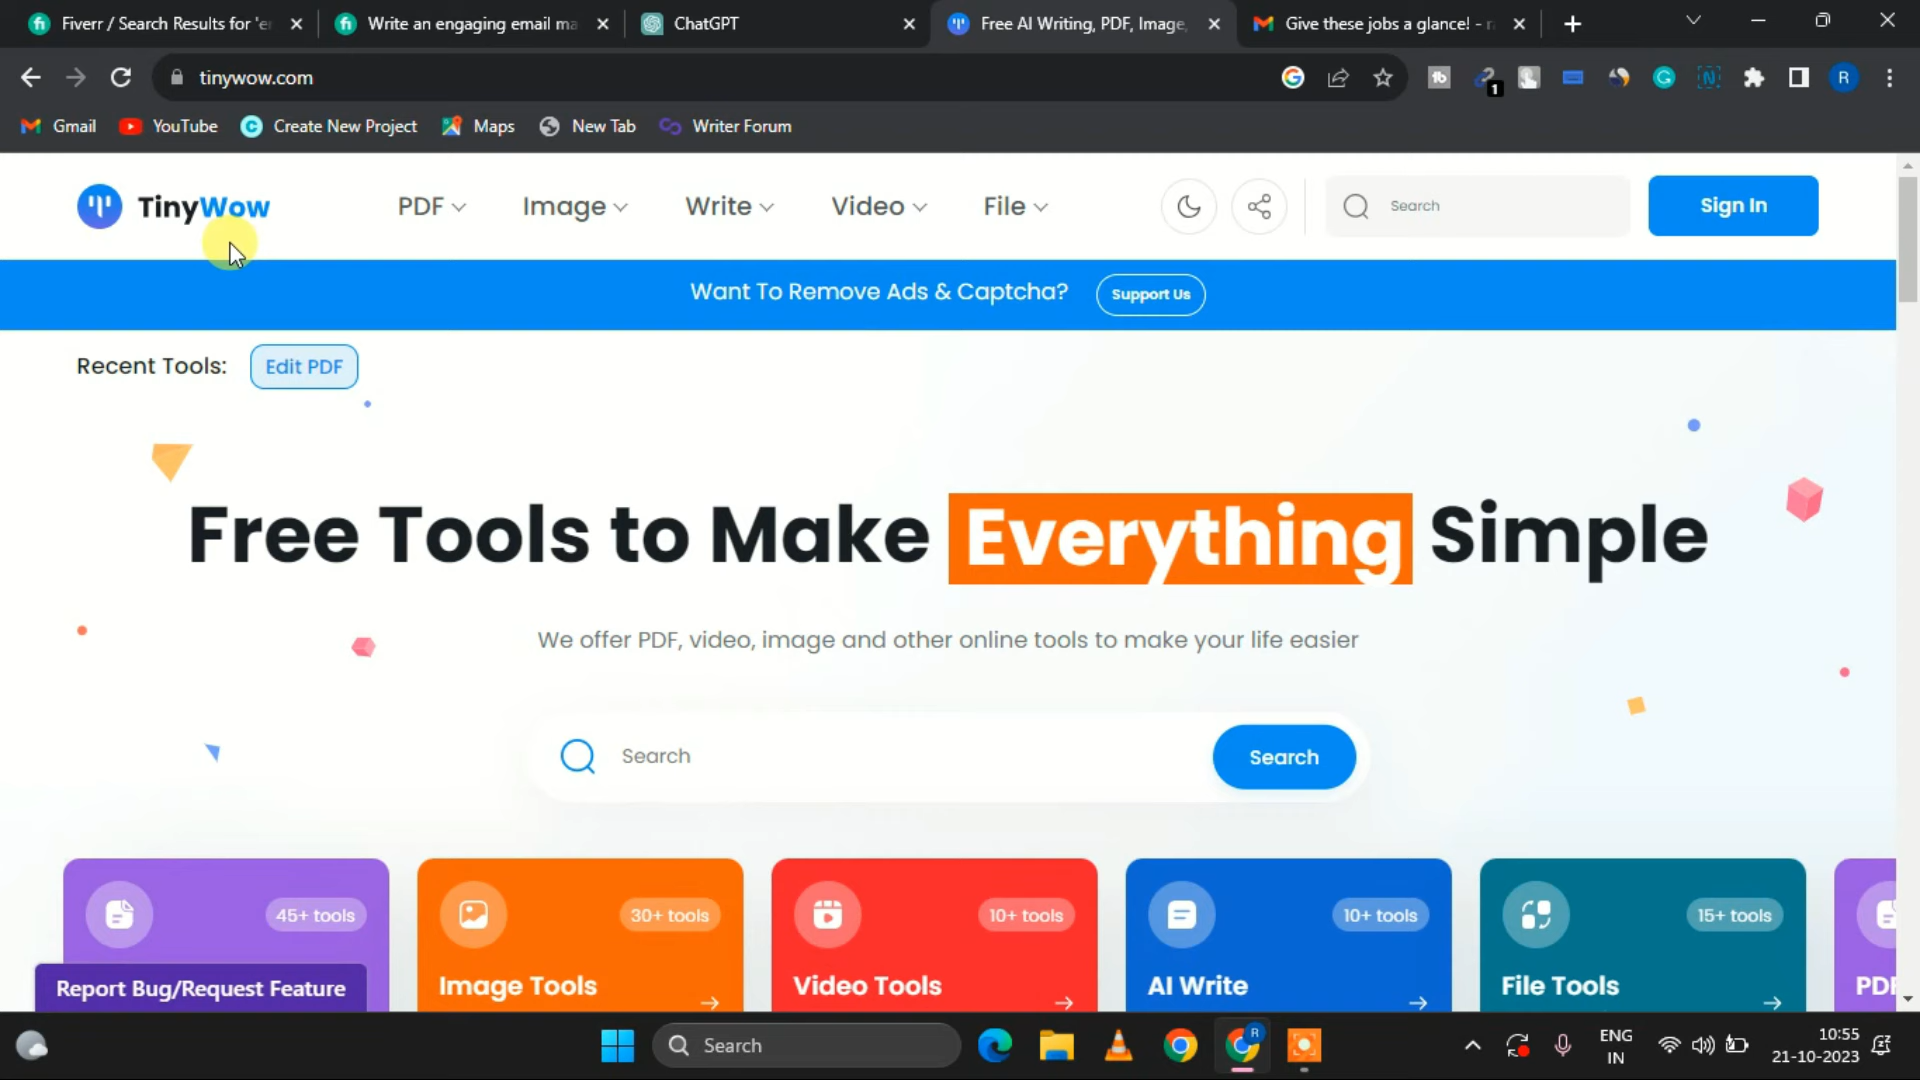 Fiverr / Search Results for 'e
Write an engaging email ma
ChatGPT
Free AI Writing, PDF, Image,
Give these jobs a glance! - r
tinywow.com
1
R
Gmail
YouTube
Create New Project
Maps
New Tab
Writer Forum
TinyWow
PDF
Image
Write
Video
File
Search
Sign In
Want To Remove Ads & Captcha?
Support Us
Recent Tools:
Edit PDF
Free Tools to Make Everything Simple
We offer PDF, video, image and other online tools to make your life easier
Search
Search
45+ tools
30+ tools
10+ tools
10+ tools
15+ tools
Report Bug/Request Feature
Image Tools
Video Tools
AI Write
File Tools
PDF
Search
R
ENG
IN
10:55
21-10-2023